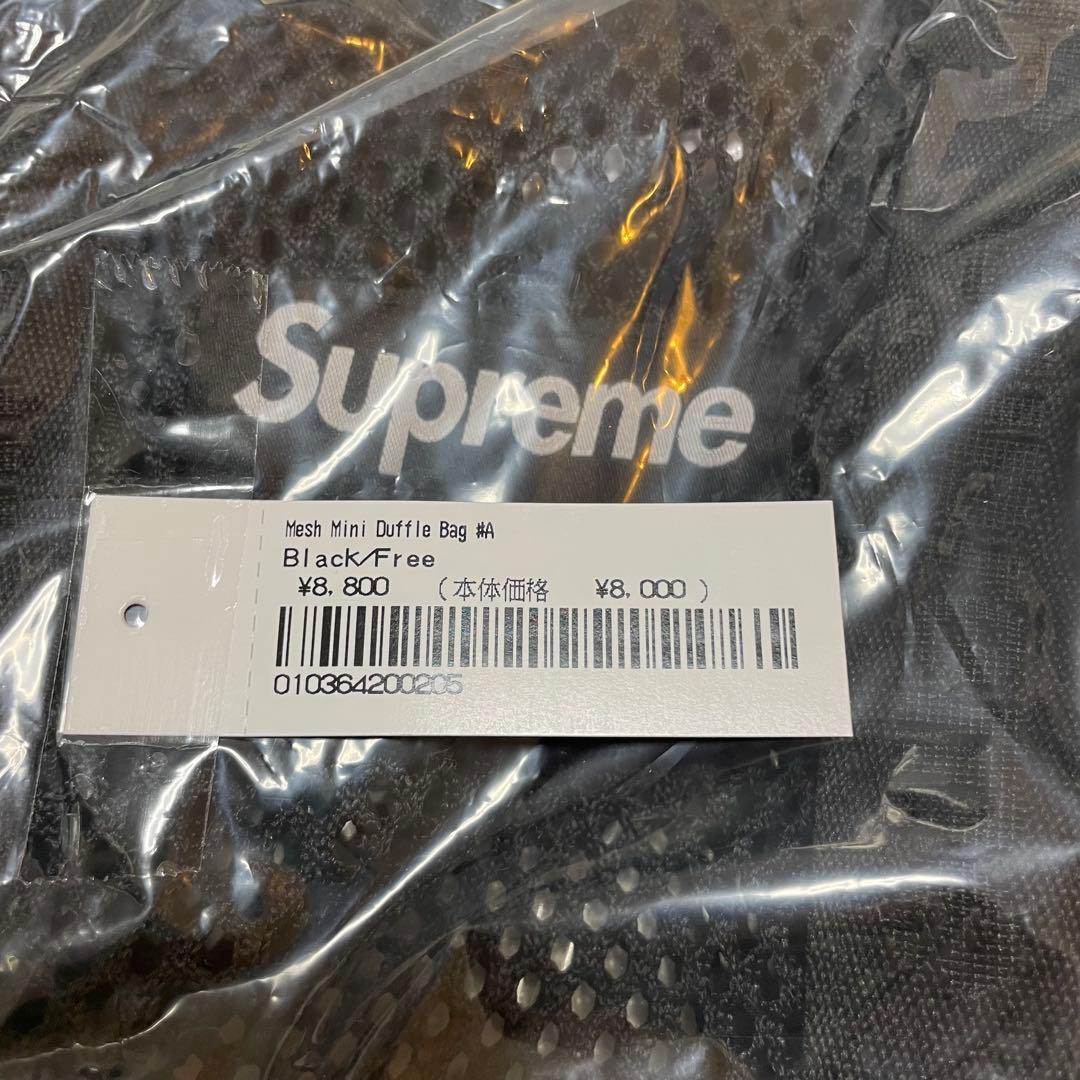 Supreme
Mesh Mini Duffle Bag #A
Black/Free
¥8,800 (本体価格 ¥8,000 )
010364200205